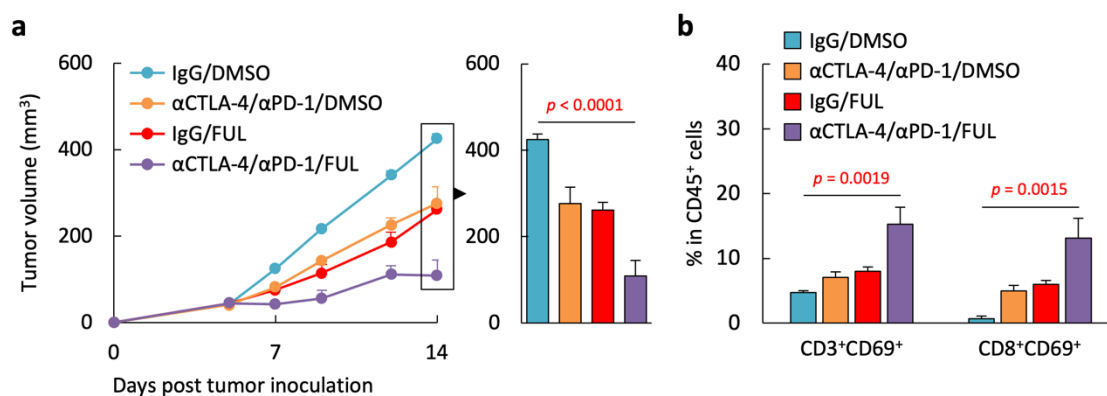 a
600
400
200
0
Tumor volume (mm³)
IgG/DMSO
αCTLA-4/αPD-1/DMSO
IgG/FUL
αCTLA-4/αPD-1/FUL
0
7
14
Days post tumor inoculation
600
400
200
0
p < 0.0001
b
IgG/DMSO
αCTLA-4/αPD-1/DMSO
IgG/FUL
αCTLA-4/αPD-1/FUL
40
30
20
10
0
% in CD45⁺ cells
p = 0.0019
p = 0.0015
CD3⁺CD69⁺
CD8⁺CD69⁺